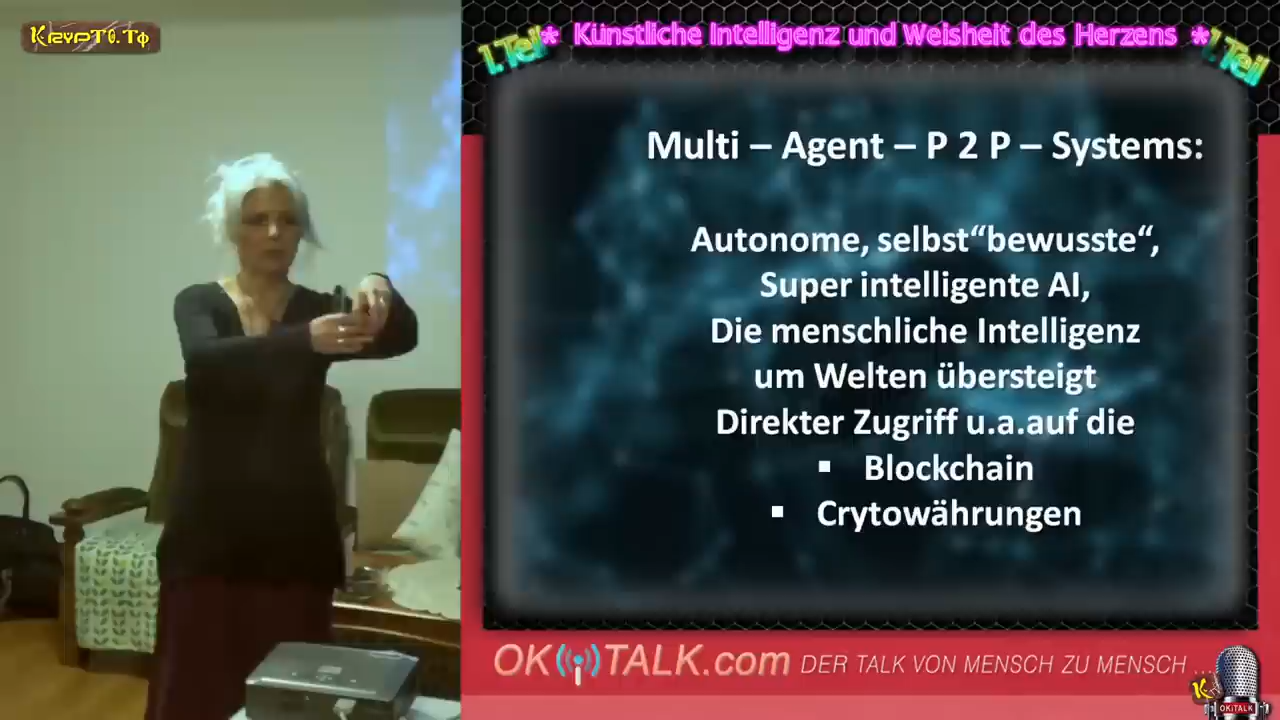 KrypT0.Tφ
1.Teil* Künstliche Intelligenz und Weisheit des Herzens *1.Teil
Multi – Agent – P 2 P – Systems:
Autonome, selbst“bewusste“,
Super intelligente AI,
Die menschliche Intelligenz
um Welten übersteigt
Direkter Zugriff u.a.auf die
▪ Blockchain
▪ Crytowährungen
OK TALK.com DER TALK VON MENSCH ZU MENSCH ...
OKiTALK